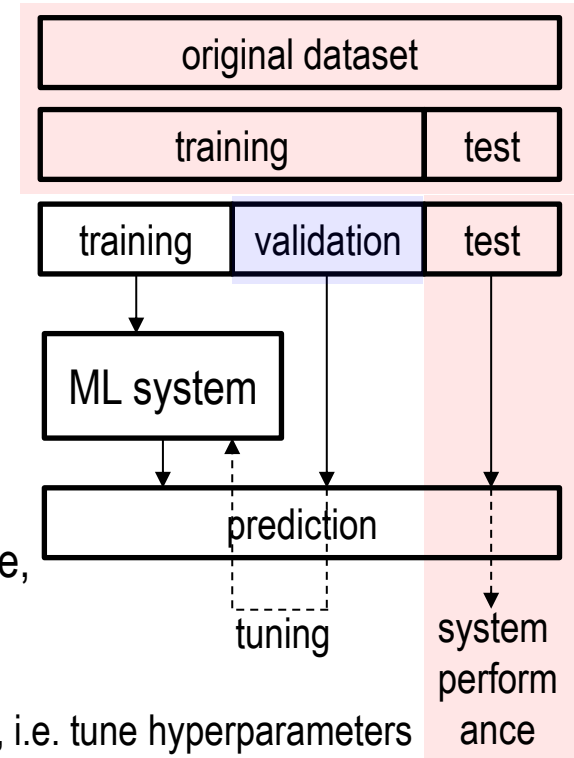 original dataset
training test
training validation test
ML system
prediction
e,
tuning
system
perform
, i.e. tune hyperparameters
ance